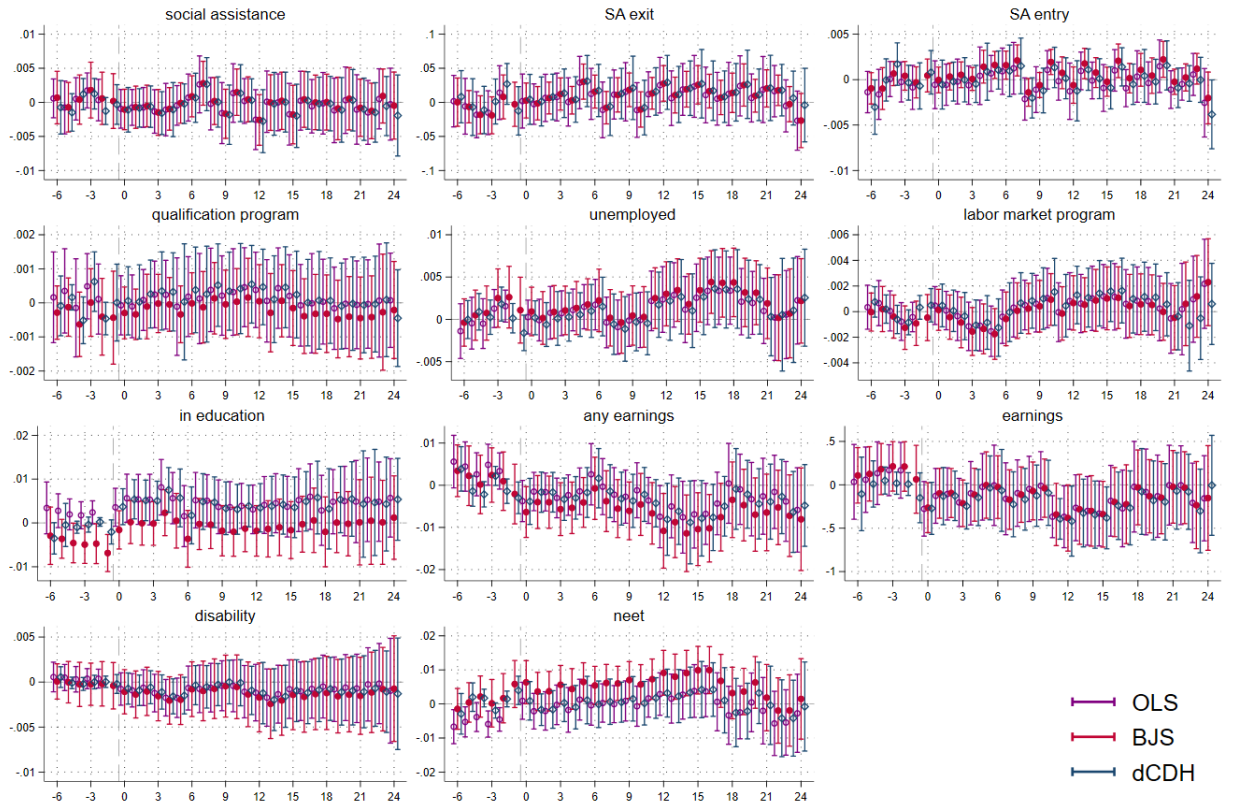 social assistance SA exit SA entry
.01 .1 .005
.005 .05 0
0 0 -.005
-.005 -.05 -.01
-.01 -.1
-6 -3 0 3 6 9 12 15 18 21 24 -6 -3 0 3 6 9 12 15 18 21 24 -6 -3 0 3 6 9 12 15 18 21 24
qualification program unemployed labor market program
.002 .01 .006
.001 .005 .004
0 0 .002
-.001 -.005 0
-.002 -.002
-.004
-6 -3 0 3 6 9 12 15 18 21 24 -6 -3 0 3 6 9 12 15 18 21 24 -6 -3 0 3 6 9 12 15 18 21 24
in education any earnings earnings
.02 .010 .5
.01 .00 0
0 -.01 -.5
-.01 -.02 -1
-6 -3 0 3 6 9 12 15 18 21 24 -6 -3 0 3 6 9 12 15 18 21 24 -6 -3 0 3 6 9 12 15 18 21 24
disability neet
.005 .02
0 .010
-.005 .00
-.01 -.01
-.02
-6 -3 0 3 6 9 12 15 18 21 24 -6 -3 0 3 6 9 12 15 18 21 24
OLS
BJS
dCDH